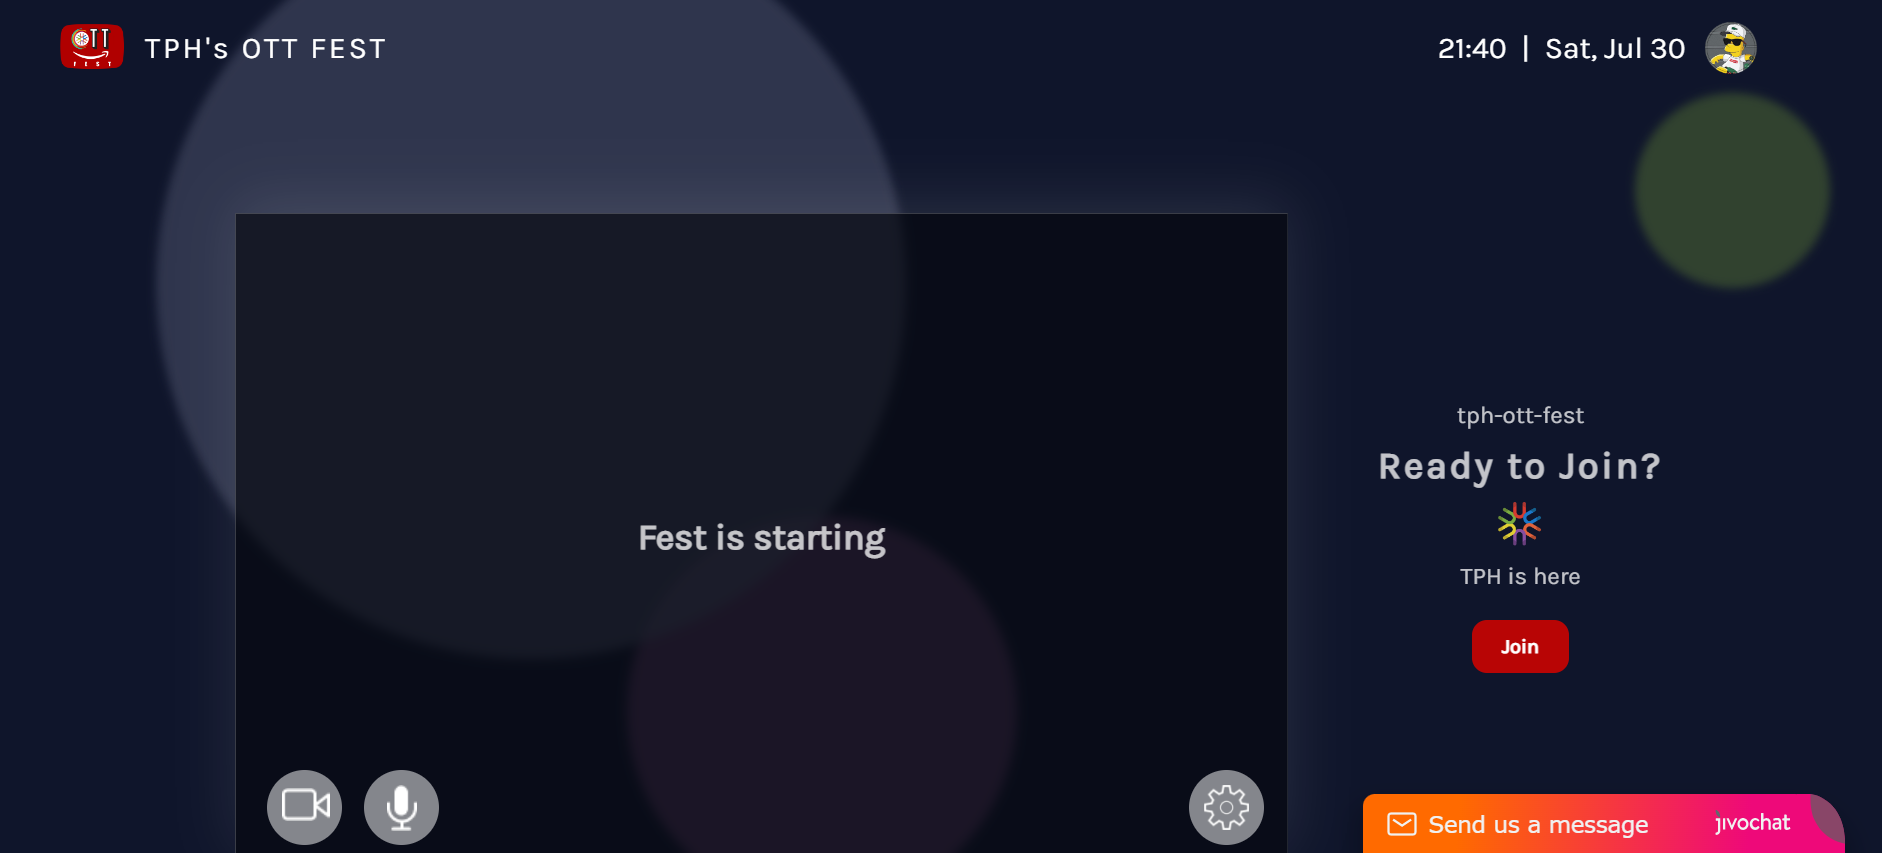 OTT
FEST
TPH's OTT FEST
21:40 | Sat, Jul 30
Fest is starting
tph-ott-fest
Ready to Join?
TPH is here
Join
Send us a message
jivochat